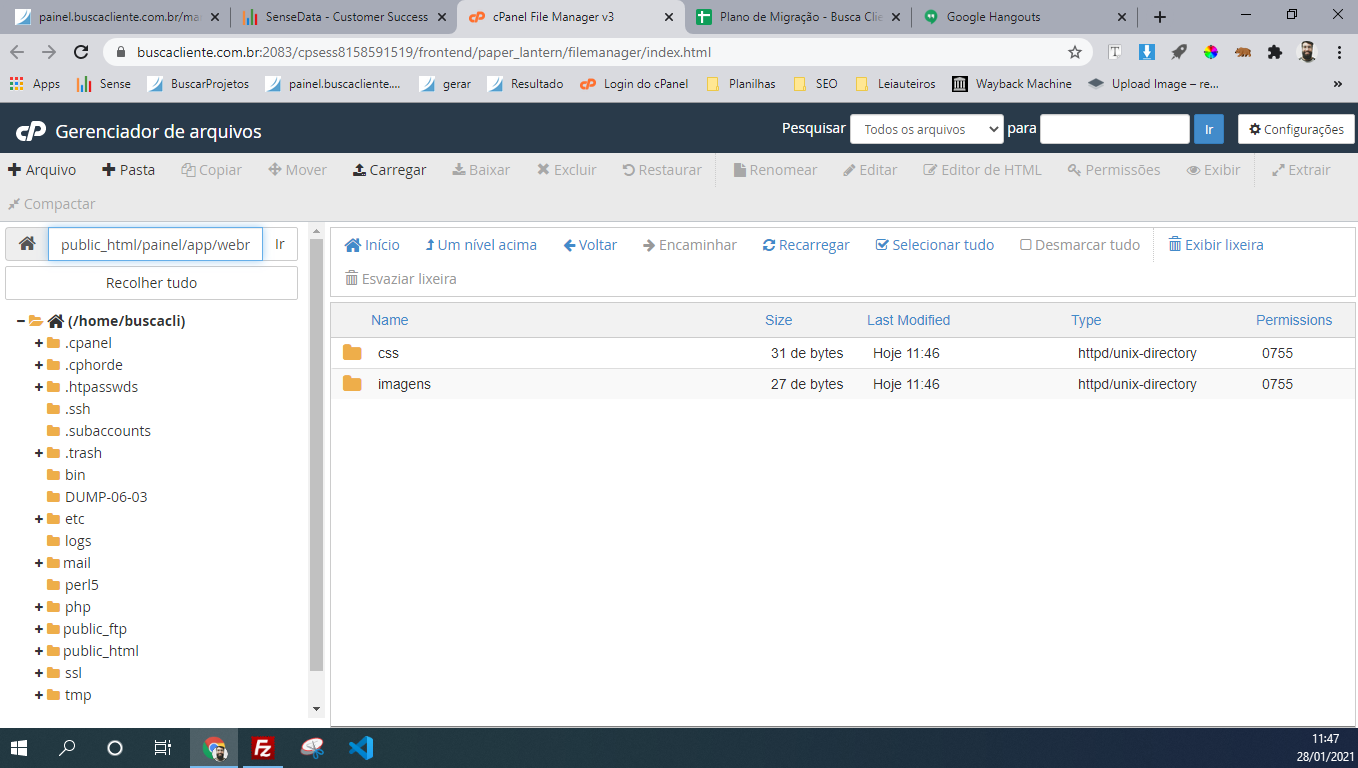 painel.buscacliente.com.br/ma
SenseData - Customer Success
cPanel File Manager v3
Plano de Migração - Busca Clie
Google Hangouts
buscacliente.com.br:2083/cpsess8158591519/frontend/paper_lantern/filemanager/index.html
Apps
Sense
BuscarProjetos
painel.buscacliente....
gerar
Resultado
Login do cPanel
Planilhas
SEO
Leiauteiros
Wayback Machine
Upload Image – re...
»
cP Gerenciador de arquivos
Pesquisar
Todos os arquivos
para
Ir
Configurações
Arquivo
Pasta
Copiar
Mover
Carregar
Baixar
Excluir
Restaurar
Renomear
Editar
Editor de HTML
Permissões
Exibir
Extrair
Compactar
public_html/painel/app/webr
Ir
Recolher tudo
(/home/buscacli)
.cpanel
.cphorde
.htpasswds
.ssh
.subaccounts
.trash
bin
DUMP-06-03
etc
logs
mail
perl5
php
public_ftp
public_html
ssl
tmp
Início
Um nível acima
Voltar
Encaminhar
Recarregar
Selecionar tudo
Desmarcar tudo
Exibir lixeira
Esvaziar lixeira
Name Size Last Modified Type Permissions
css 31 de bytes Hoje 11:46 httpd/unix-directory 0755
imagens 27 de bytes Hoje 11:46 httpd/unix-directory 0755
Fz
11:47
28/01/2021